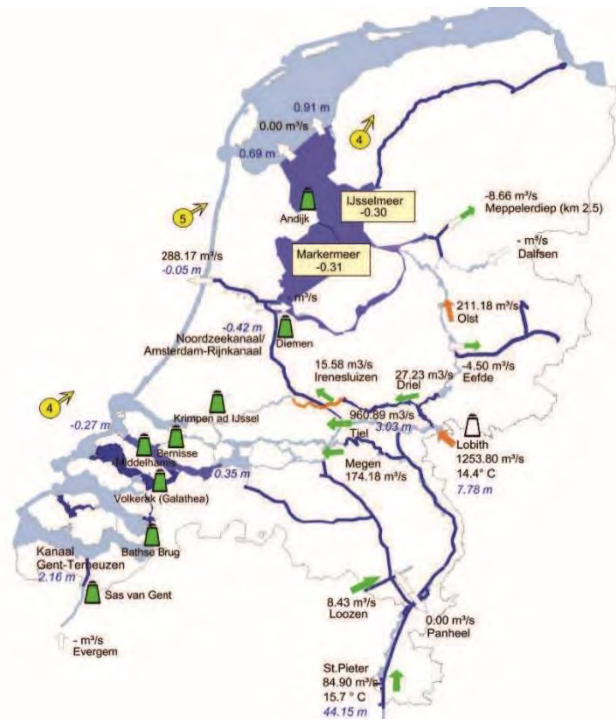 0.91 m
0.00 m³/s
4
0.69 m
IJsselmeer
-0.30
Andijk
-8.66 m³/s
Meppelerdiep (km 2.5)
5
Markermeer
-0.31
- m³/s
Dalfsen
288.17 m³/s
-0.05 m
- m³/s
-0.42 m
211.18 m³/s
Olst
Diemen
Noordzeekanaal/
Amsterdam-Rijnkanaal
15.58 m3/s
Irenesluizen
27.23 m3/s
Driel
-4.50 m³/s
Eefde
4
Krimpen ad IJssel
960.89 m3/s
3.03 m
Tiel
-0.27 m
Bernisse
Middelharnis
Lobith
1253.80 m³/s
14.4° C
7.78 m
Megen
174.18 m³/s
0.35 m
Volkerak (Galathea)
Kanaal
Gent-Terneuzen
2.16 m
Bathse Brug
Sas van Gent
8.43 m³/s
Loozen
0.00 m³/s
Panheel
- m³/s
Evergem
St.Pieter
84.90 m³/s
15.7 ° C
44.15 m